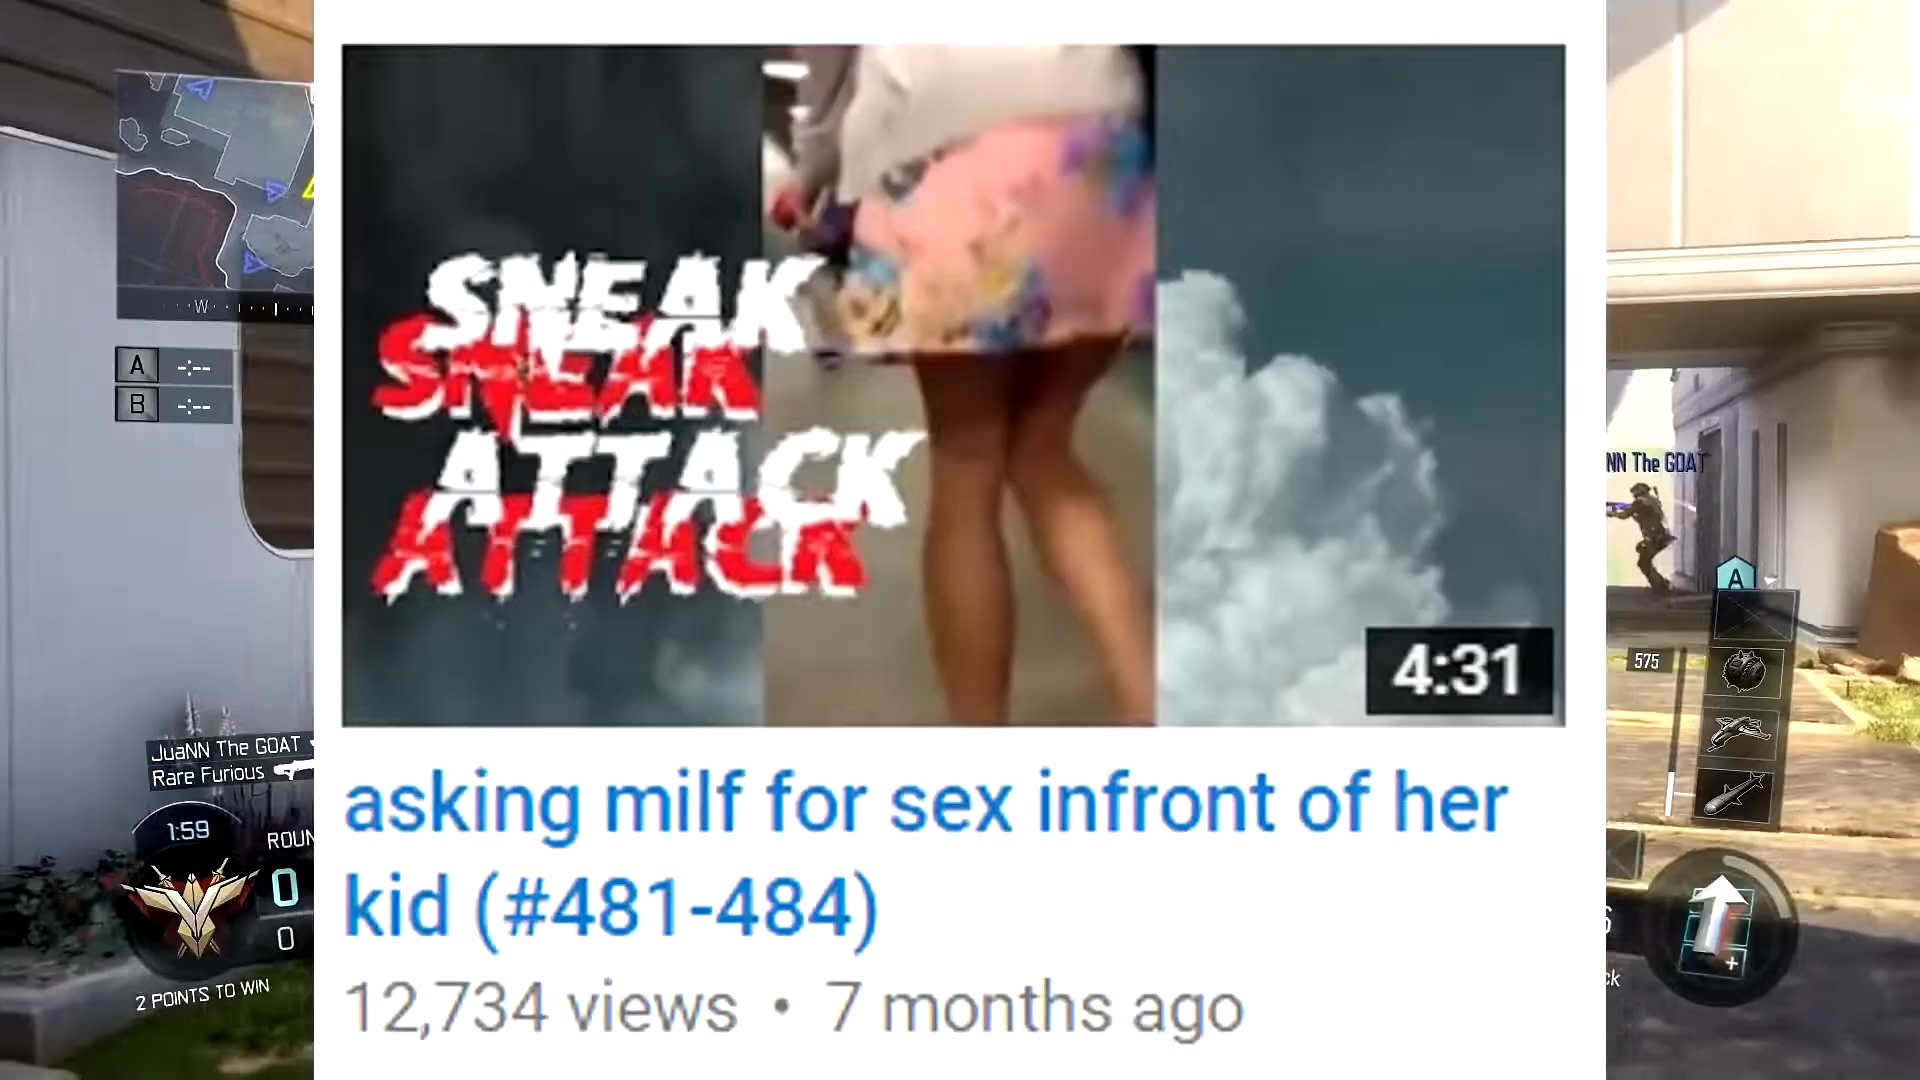 W
A -:--
B -:--
SNEAK
SNEAK
ATTACK
ATTACK
4:31
asking milf for sex infront of her
kid (#481-484)
12,734 views • 7 months ago
JuaNN The GOAT
Rare Furious
1:59
ROUN
0
0
2 POINTS TO WIN
NN The GOAT
A
575
+
ck